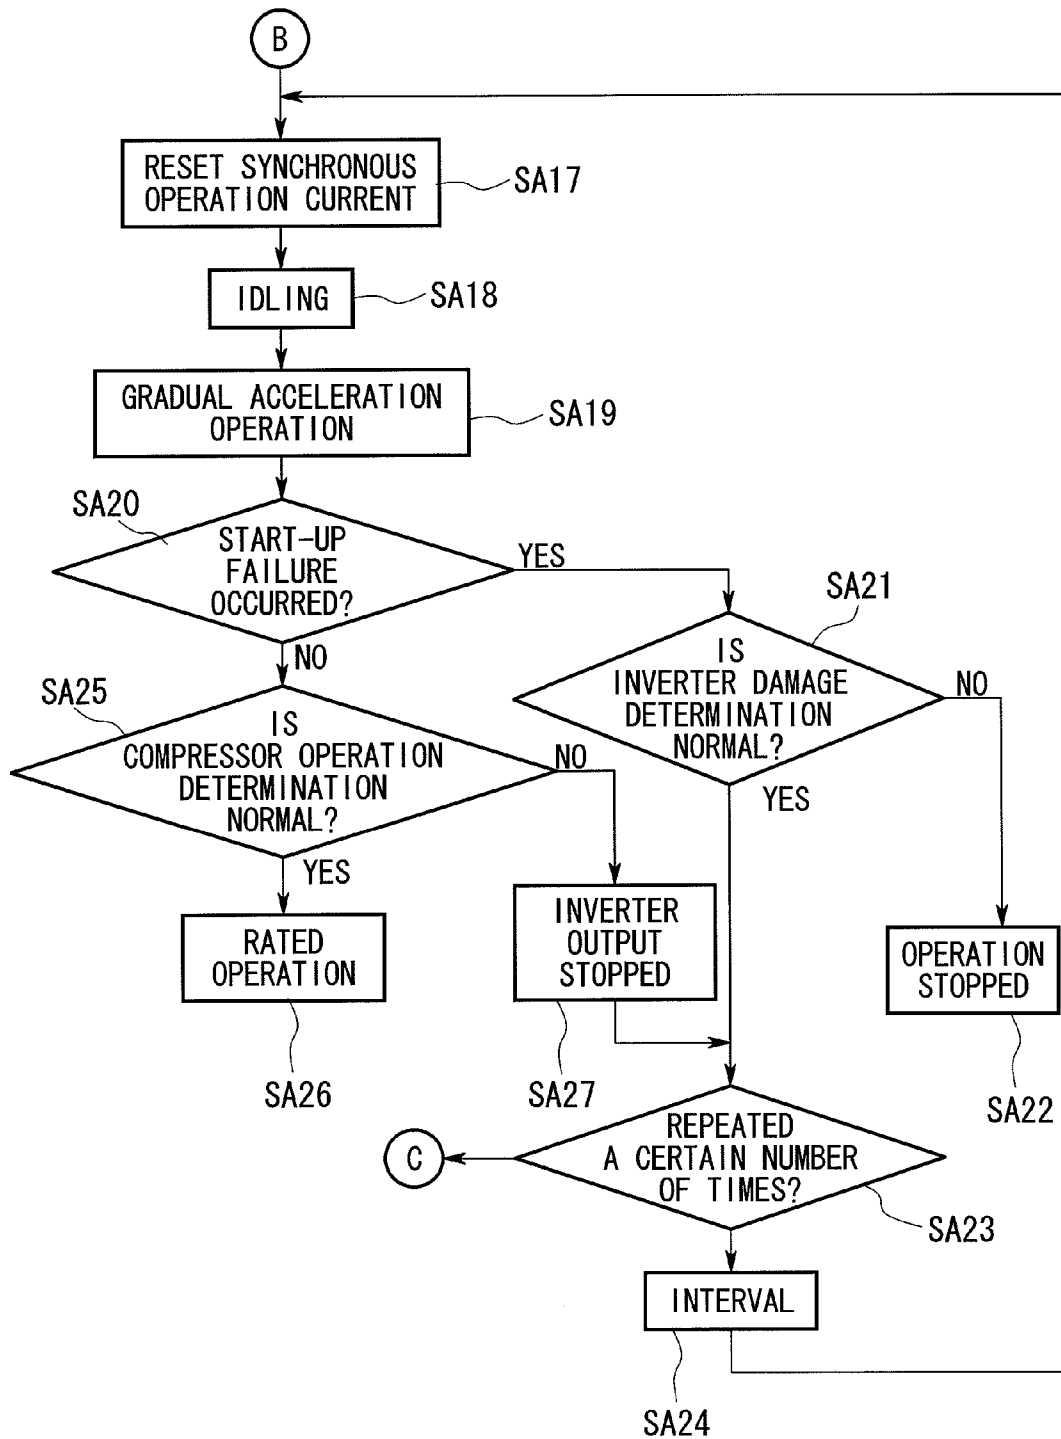 B
RESET SYNCHRONOUS
OPERATION CURRENT
SA17
IDLING
SA18
GRADUAL ACCELERATION
OPERATION
SA19
SA20
START-UP
FAILURE
OCCURRED?
YES
NO
SA21
IS
INVERTER DAMAGE
DETERMINATION
NORMAL?
NO
YES
SA25
IS
COMPRESSOR OPERATION
DETERMINATION
NORMAL?
NO
YES
RATED
OPERATION
SA26
INVERTER
OUTPUT
STOPPED
SA27
OPERATION
STOPPED
SA22
C
REPEATED
A CERTAIN NUMBER
OF TIMES?
SA23
INTERVAL
SA24